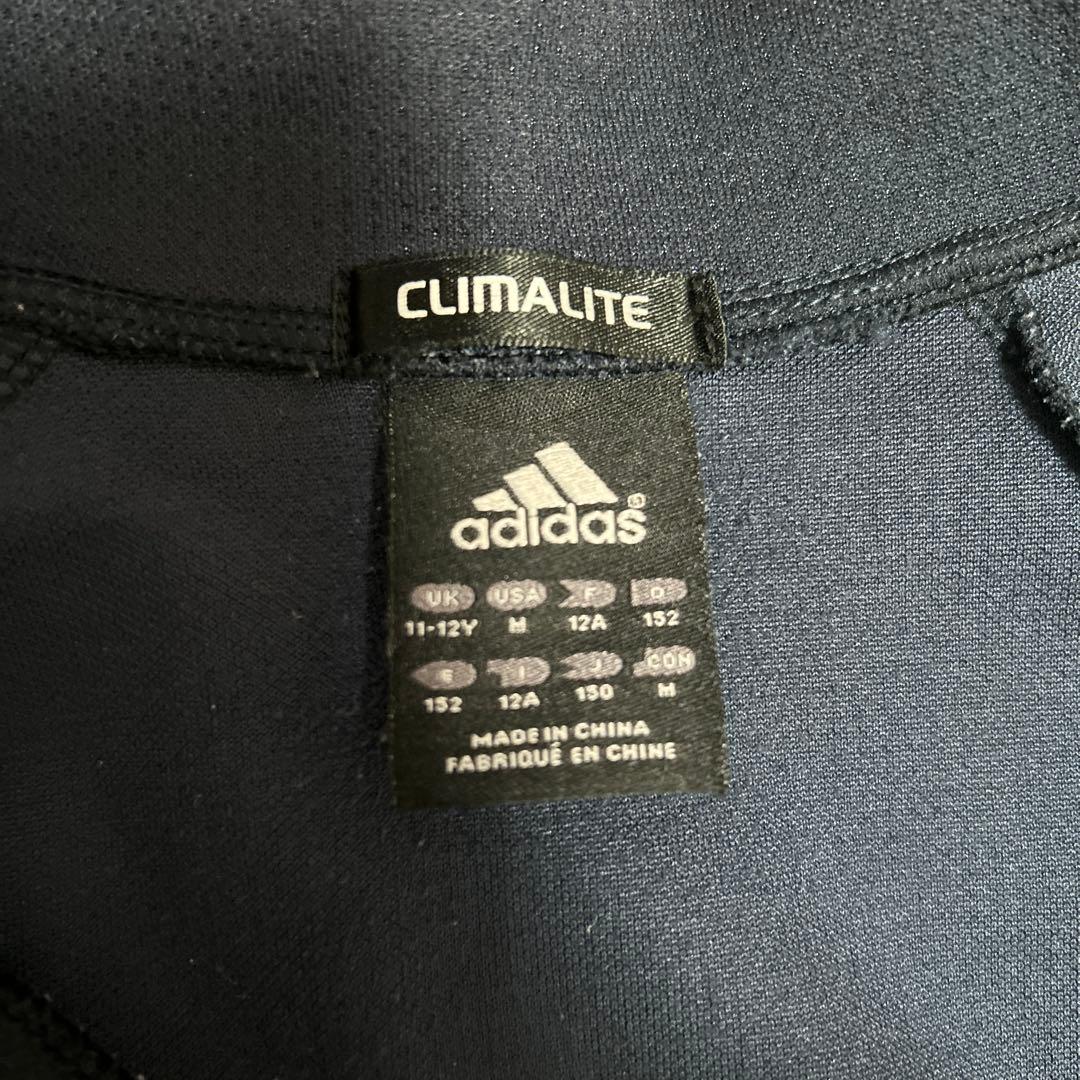 CLIMALITE
adidas®
UK USA F D
11-12Y M 12A 152
E I J CON
152 12A 150 M
MADE IN CHINA
FABRIQUÉ EN CHINE